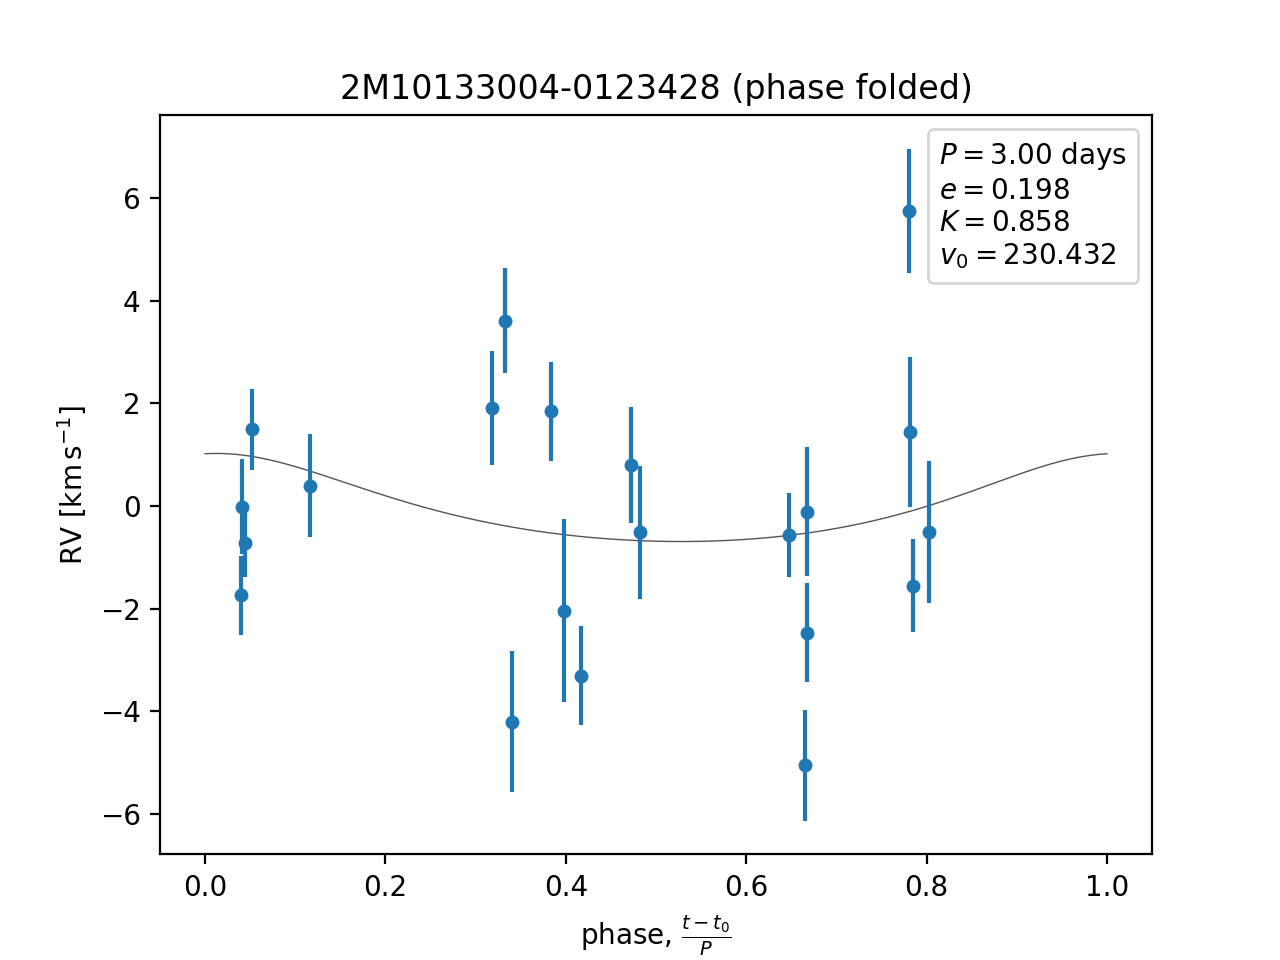 2M10133004-0123428 (phase folded)
P = 3.00 days
e = 0.198
K = 0.858
v₀ = 230.432
RV [km s⁻¹]
6
4
2
0
−2
−4
−6
0.0 0.2 0.4 0.6 0.8 1.0
phase, (t − t₀)/P